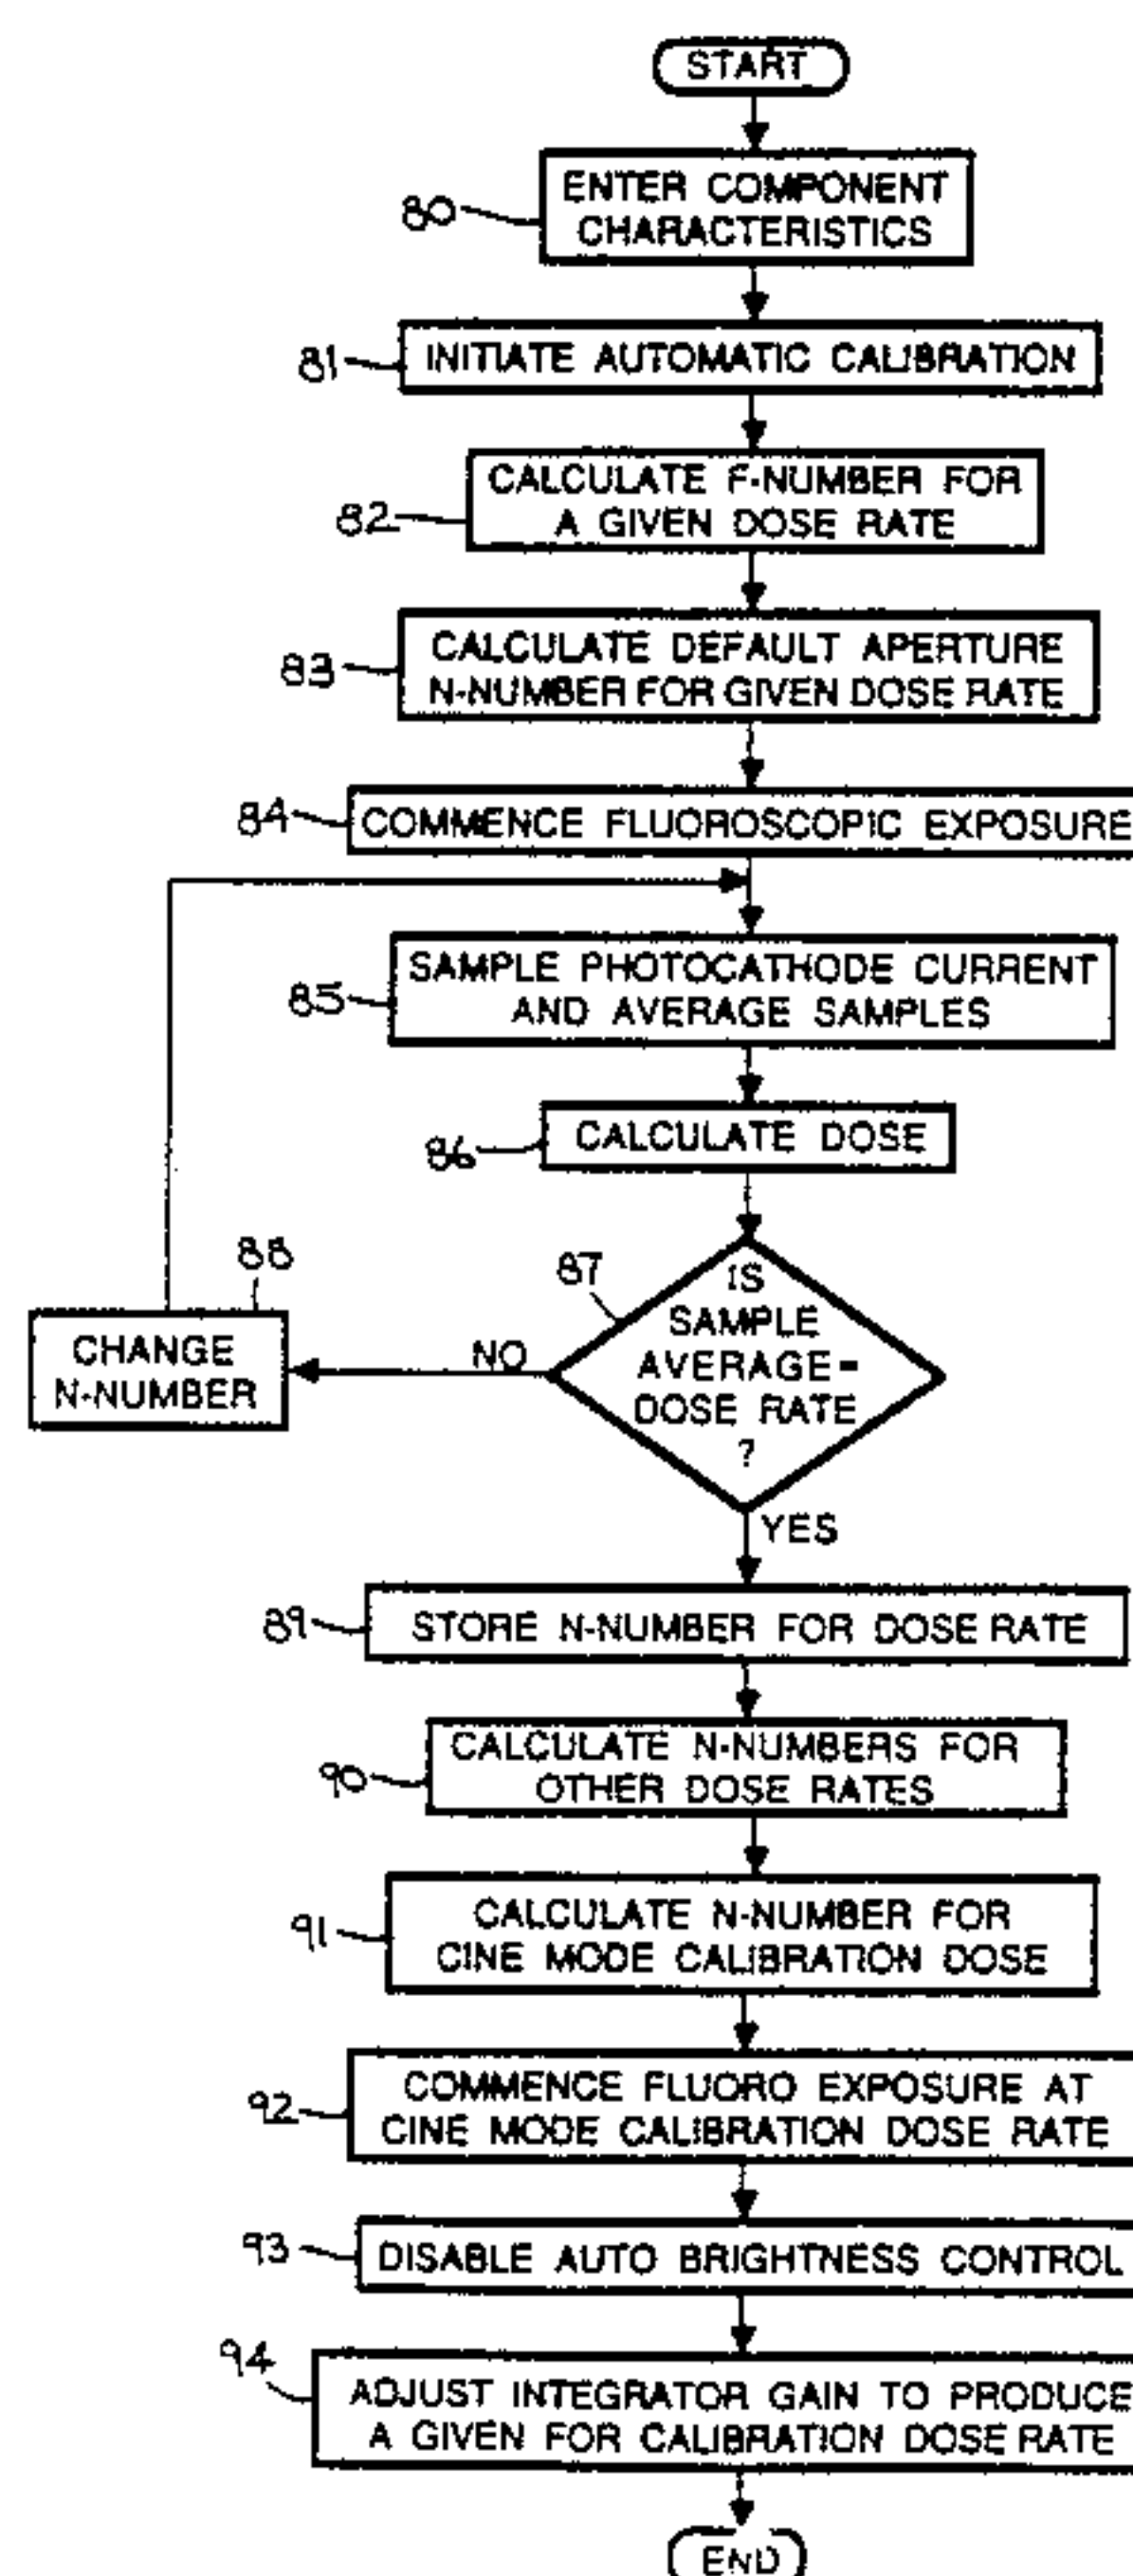 START
80
ENTER COMPONENT
CHARACTERISTICS
81
INITIATE AUTOMATIC CALIBRATION
82
CALCULATE F-NUMBER FOR
A GIVEN DOSE RATE
83
CALCULATE DEFAULT APERTURE
N-NUMBER FOR GIVEN DOSE RATE
84
COMMENCE FLUOROSCOPIC EXPOSURE
85
SAMPLE PHOTOCATHODE CURRENT
AND AVERAGE SAMPLES
86
CALCULATE DOSE
87
IS
SAMPLE
AVERAGE=
DOSE RATE
?
NO
88
CHANGE
N-NUMBER
YES
89
STORE N-NUMBER FOR DOSE RATE
90
CALCULATE N-NUMBERS FOR
OTHER DOSE RATES
91
CALCULATE N-NUMBER FOR
CINE MODE CALIBRATION DOSE
92
COMMENCE FLUORO EXPOSURE AT
CINE MODE CALIBRATION DOSE RATE
93
DISABLE AUTO BRIGHTNESS CONTROL
94
ADJUST INTEGRATOR GAIN TO PRODUCE
A GIVEN FOR CALIBRATION DOSE RATE
END